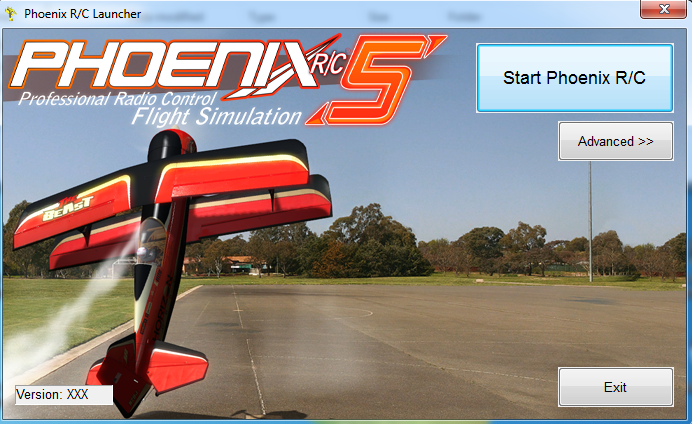 Phoenix R/C Launcher
PHOENIX R/C 5
Professional Radio Control
Flight Simulation
Start Phoenix R/C
Advanced >>
BEAST
Version: XXX
Exit